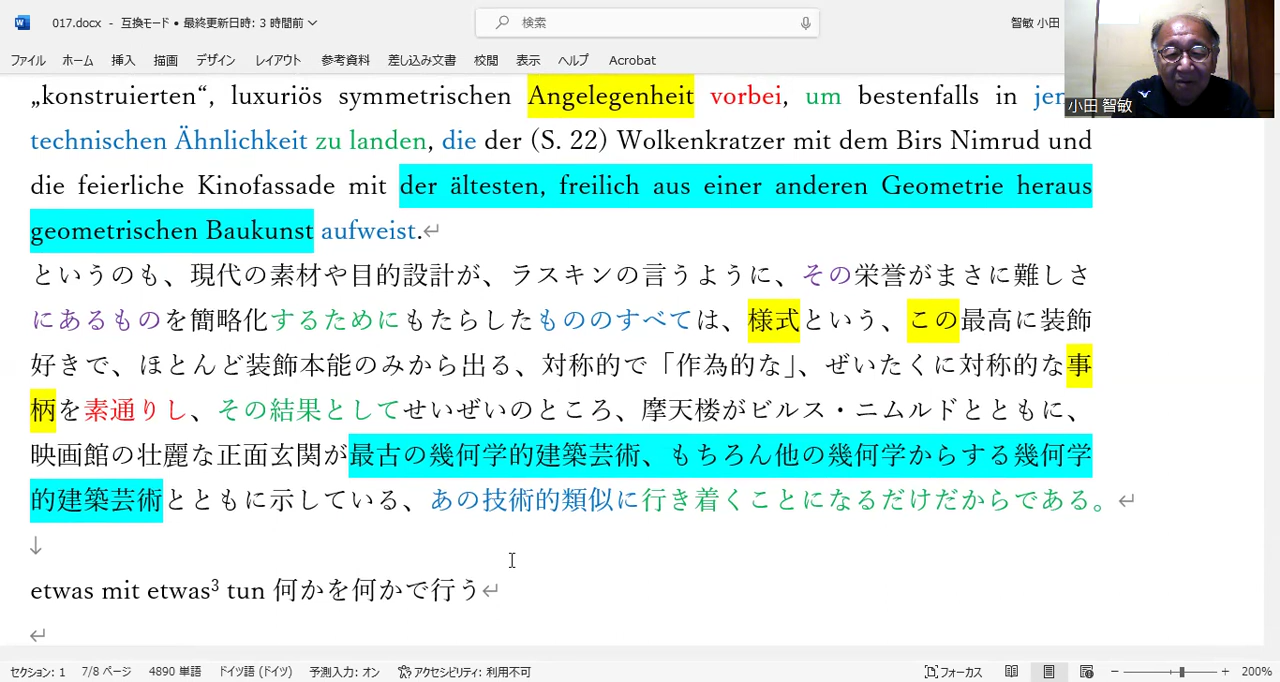 017.docx - 互換モード • 最終更新日時: 3 時間前
検索
智敏 小田
ファイル ホーム 挿入 描画 デザイン レイアウト 参考資料 差し込み文書 校閲 表示 ヘルプ Acrobat
小田 智敏
„konstruierten“, luxuriös symmetrischen Angelegenheit vorbei, um bestenfalls in
technischen Ähnlichkeit zu landen, die der (S. 22) Wolkenkratzer mit dem Birs Nimrud und
die feierliche Kinofassade mit der ältesten, freilich aus einer anderen Geometrie heraus
geometrischen Baukunst aufweist.↵
というのも、現代の素材や目的設計が、ラスキンの言うように、その栄誉がまさに難しさ
にあるものを簡略化するためにもたらしたもののすべては、様式という、この最高に装飾
好きで、ほとんど装飾本能のみから出る、対称的で「作為的な」、ぜいたくに対称的な事
柄を素通りし、その結果としてせいぜいのところ、摩天楼がビルス・ニムルドとともに、
映画館の壮麗な正面玄関が最古の幾何学的建築芸術、もちろん他の幾何学からする幾何学
的建築芸術とともに示している、あの技術的類似に行き着くことになるだけだからである。↵
↓
etwas mit etwas³ tun 何かを何かで行う↵
↵
セクション: 1 7/8 ページ 4890 単語 ドイツ語 (ドイツ) 予測入力: オン アクセシビリティ: 利用不可 フォーカス - + 200%